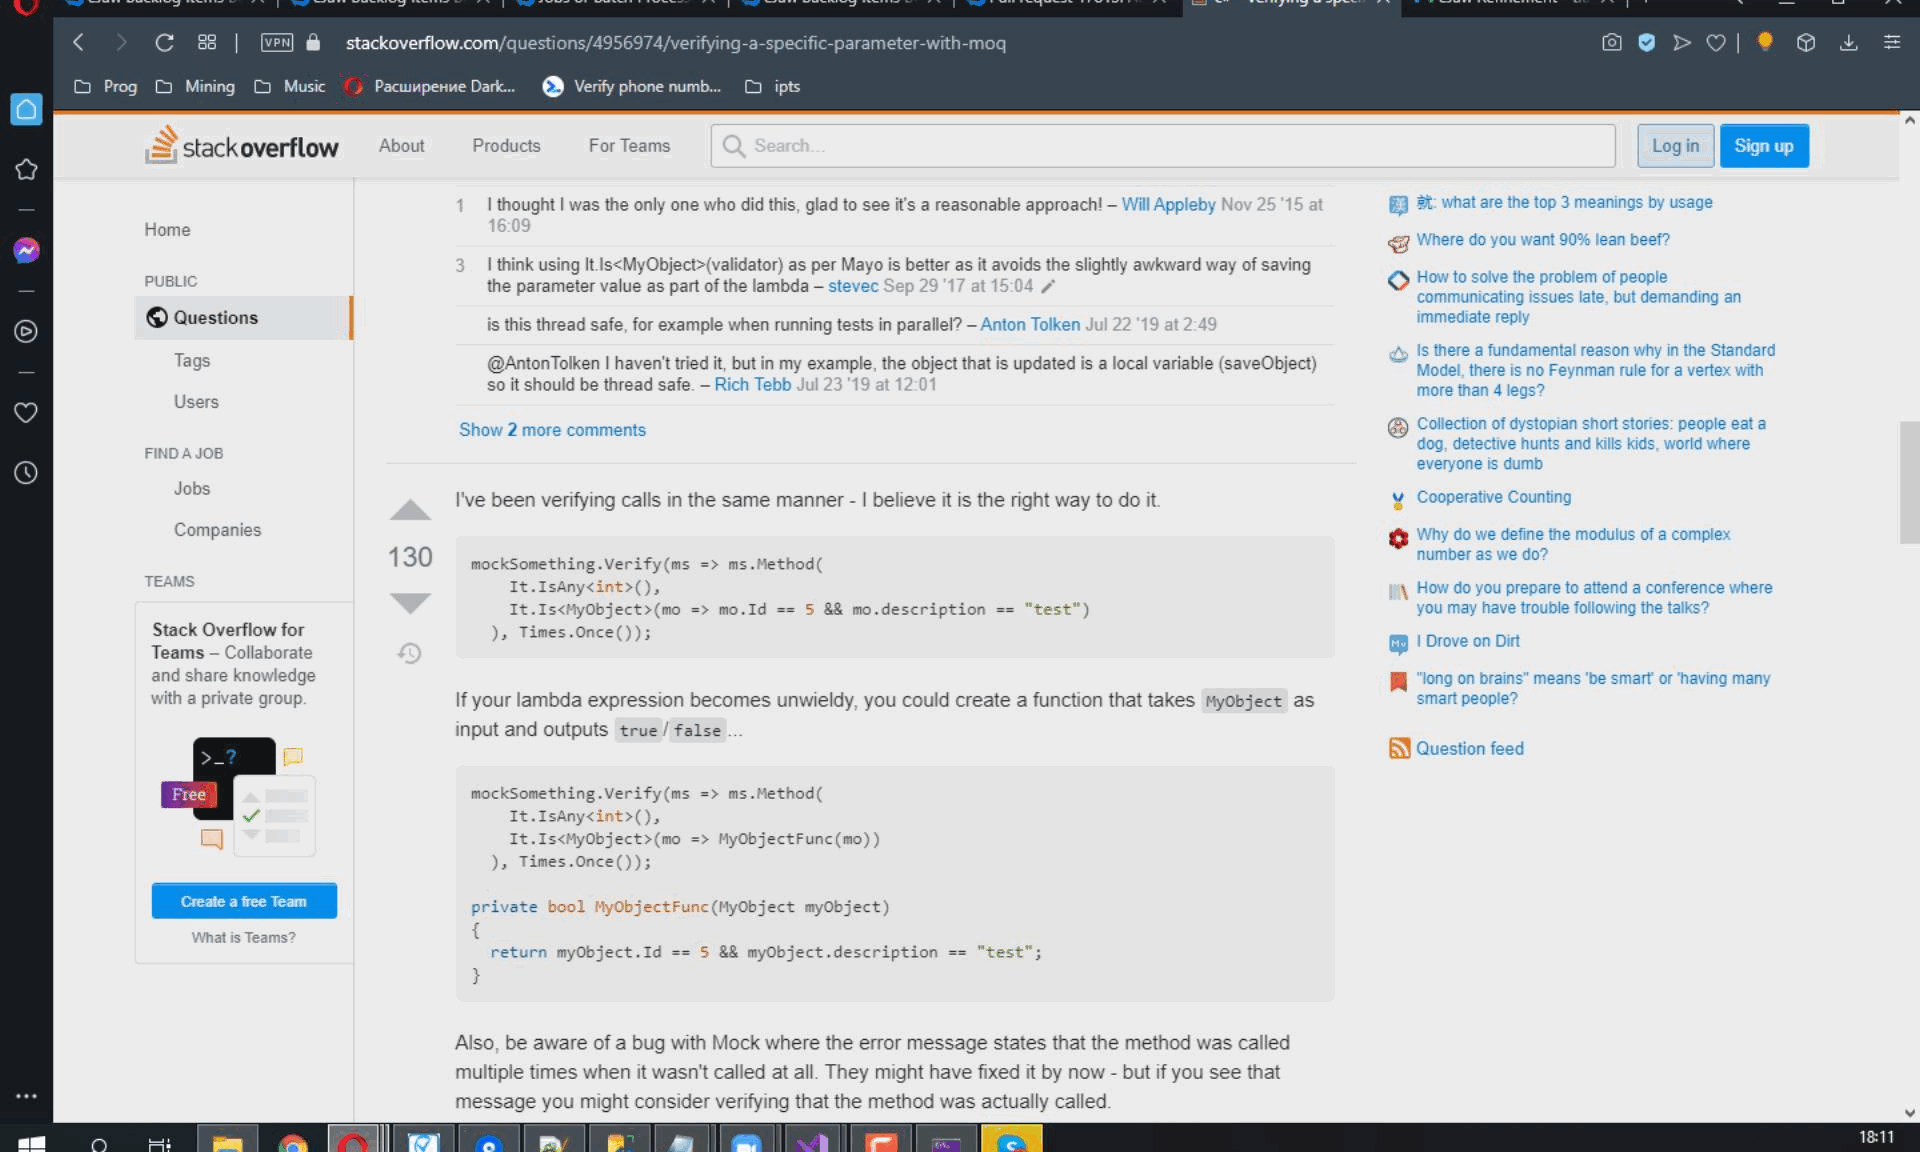 VPN
stackoverflow.com/questions/4956974/verifying-a-specific-parameter-with-moq
Prog
Mining
Music
Расширение Dark...
Verify phone numb...
ipts
stackoverflow
About
Products
For Teams
Search...
Log in
Sign up
Home
PUBLIC
Questions
Tags
Users
FIND A JOB
Jobs
Companies
TEAMS
Stack Overflow for
Teams – Collaborate
and share knowledge
with a private group.
>_?
Free
Create a free Team
What is Teams?
1 I thought I was the only one who did this, glad to see it's a reasonable approach! – Will Appleby Nov 25 '15 at
16:09
3 I think using It.Is<MyObject>(validator) as per Mayo is better as it avoids the slightly awkward way of saving
the parameter value as part of the lambda – stevec Sep 29 '17 at 15:04
is this thread safe, for example when running tests in parallel? – Anton Tolken Jul 22 '19 at 2:49
@AntonTolken I haven't tried it, but in my example, the object that is updated is a local variable (saveObject)
so it should be thread safe. – Rich Tebb Jul 23 '19 at 12:01
Show 2 more comments
130
I've been verifying calls in the same manner - I believe it is the right way to do it.
mockSomething.Verify(ms => ms.Method(
It.IsAny<int>(),
It.Is<MyObject>(mo => mo.Id == 5 && mo.description == "test")
), Times.Once());
If your lambda expression becomes unwieldy, you could create a function that takes MyObject as
input and outputs true/false...
mockSomething.Verify(ms => ms.Method(
It.IsAny<int>(),
It.Is<MyObject>(mo => MyObjectFunc(mo))
), Times.Once());
private bool MyObjectFunc(MyObject myObject)
{
return myObject.Id == 5 && myObject.description == "test";
}
Also, be aware of a bug with Mock where the error message states that the method was called
multiple times when it wasn't called at all. They might have fixed it by now - but if you see that
message you might consider verifying that the method was actually called.
就: what are the top 3 meanings by usage
Where do you want 90% lean beef?
How to solve the problem of people
communicating issues late, but demanding an
immediate reply
Is there a fundamental reason why in the Standard
Model, there is no Feynman rule for a vertex with
more than 4 legs?
Collection of dystopian short stories: people eat a
dog, detective hunts and kills kids, world where
everyone is dumb
Cooperative Counting
Why do we define the modulus of a complex
number as we do?
How do you prepare to attend a conference where
you may have trouble following the talks?
I Drove on Dirt
"long on brains" means 'be smart' or 'having many
smart people?
Question feed
18:11